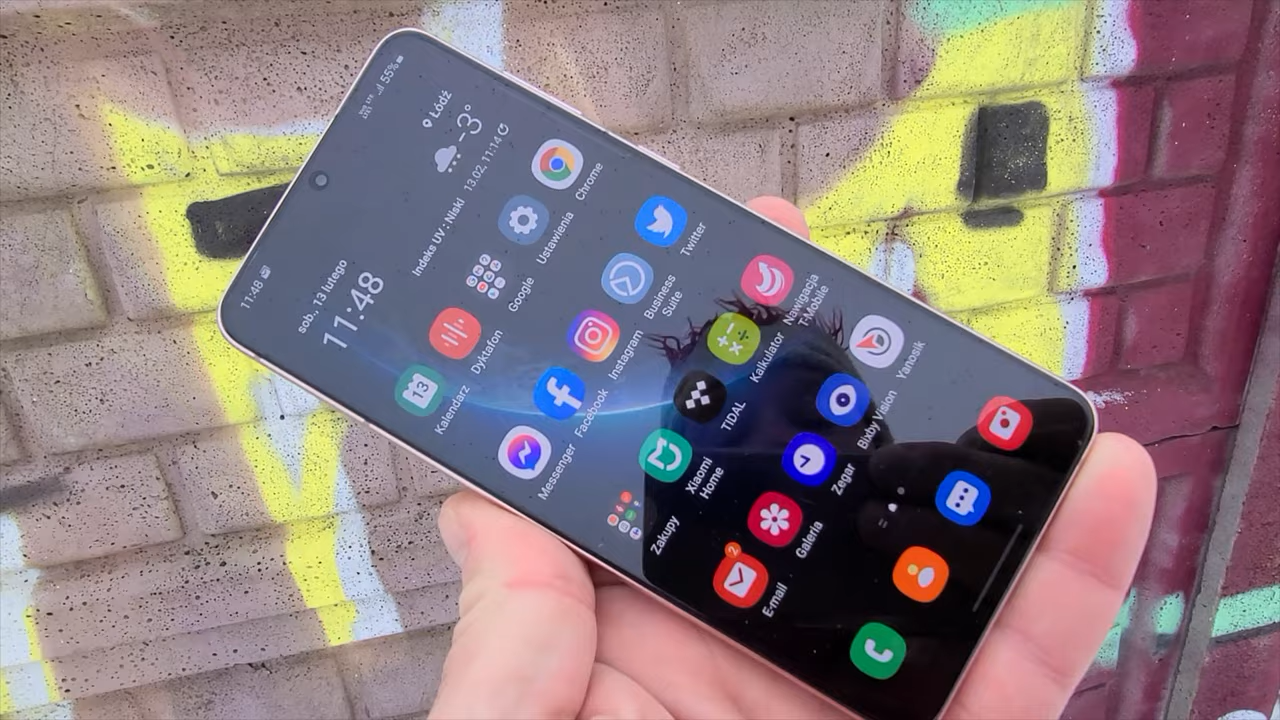 11:48
55%
sob., 13 lutego
11:48
Łódź
-3°
Indeks UV : Niski 13.02, 11:14
Kalendarz
Dyktafon
Google
Ustawienia
Chrome
Messenger
Facebook
Instagram
Business
Suite
Twitter
Zakupy
Xiaomi
Home
TIDAL
Kalkulator
Nawigacja
T-Mobile
E-mail
Galeria
Zegar
Bixby Vision
Yanosik
13
2